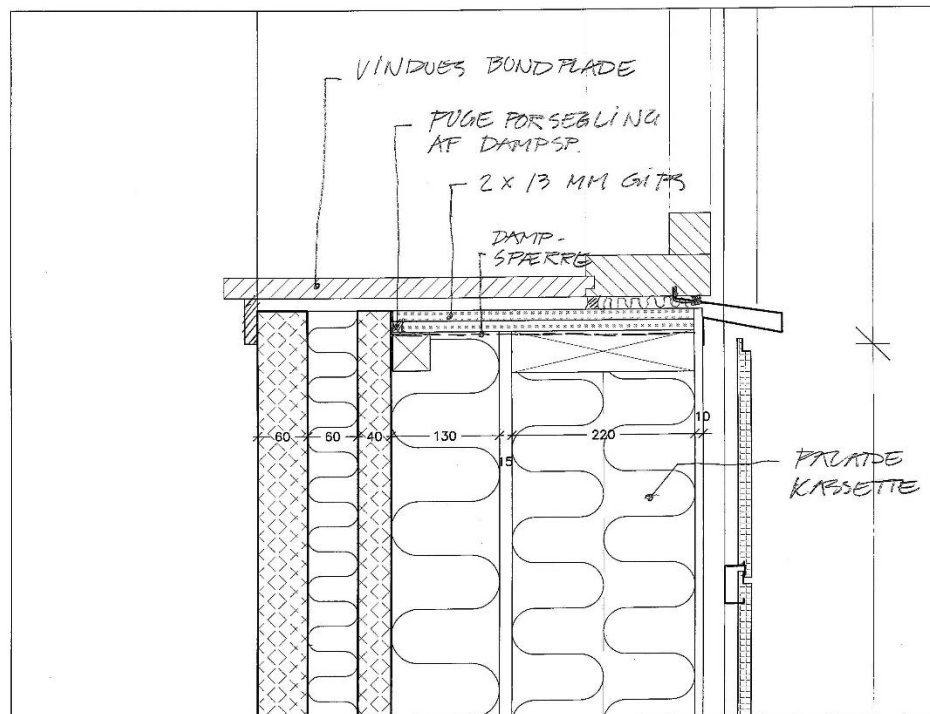 VINDUES BUNDPLADE
FUGE FORSEGLING
AF DAMPSP.
2 X 13 MM GIPS
DAMP-
SPÆRRE
10
60 60 40 130 220
15
FACADE
KASSETTE